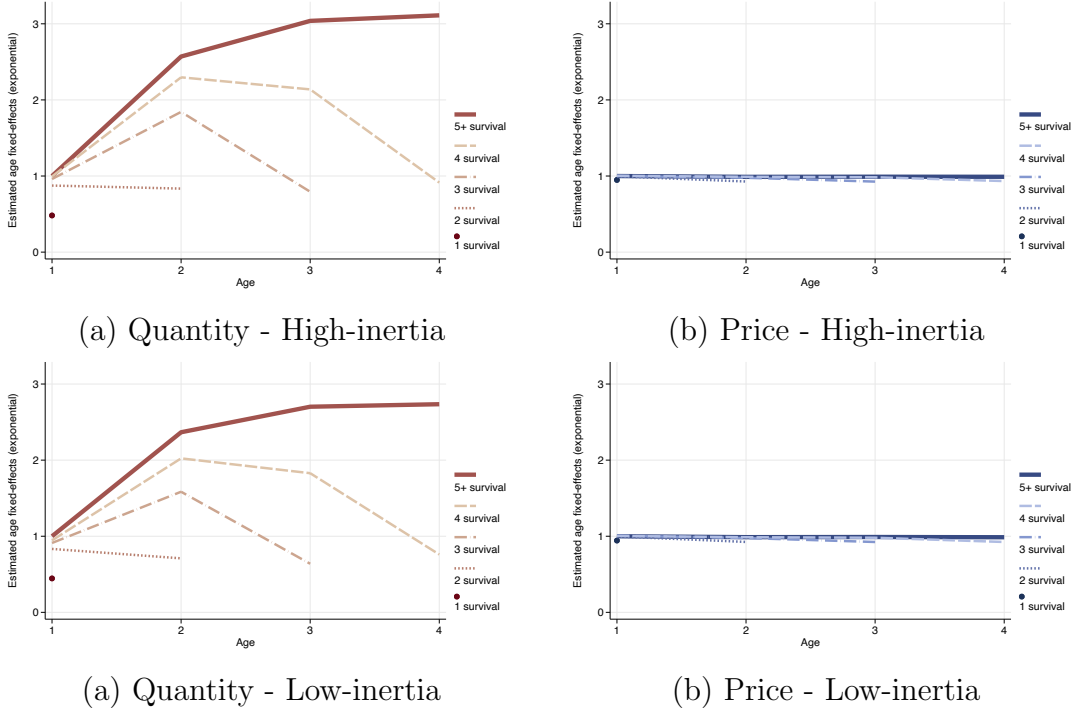 Estimated age fixed-effects (exponential)
3
2
1
0
1
2
3
4
Age
5+ survival
4 survival
3 survival
2 survival
1 survival
(a) Quantity - High-inertia
Estimated age fixed-effects (exponential)
3
2
1
0
1
2
3
4
Age
5+ survival
4 survival
3 survival
2 survival
1 survival
(b) Price - High-inertia
Estimated age fixed-effects (exponential)
3
2
1
0
1
2
3
4
Age
5+ survival
4 survival
3 survival
2 survival
1 survival
(a) Quantity - Low-inertia
Estimated age fixed-effects (exponential)
3
2
1
0
1
2
3
4
Age
5+ survival
4 survival
3 survival
2 survival
1 survival
(b) Price - Low-inertia